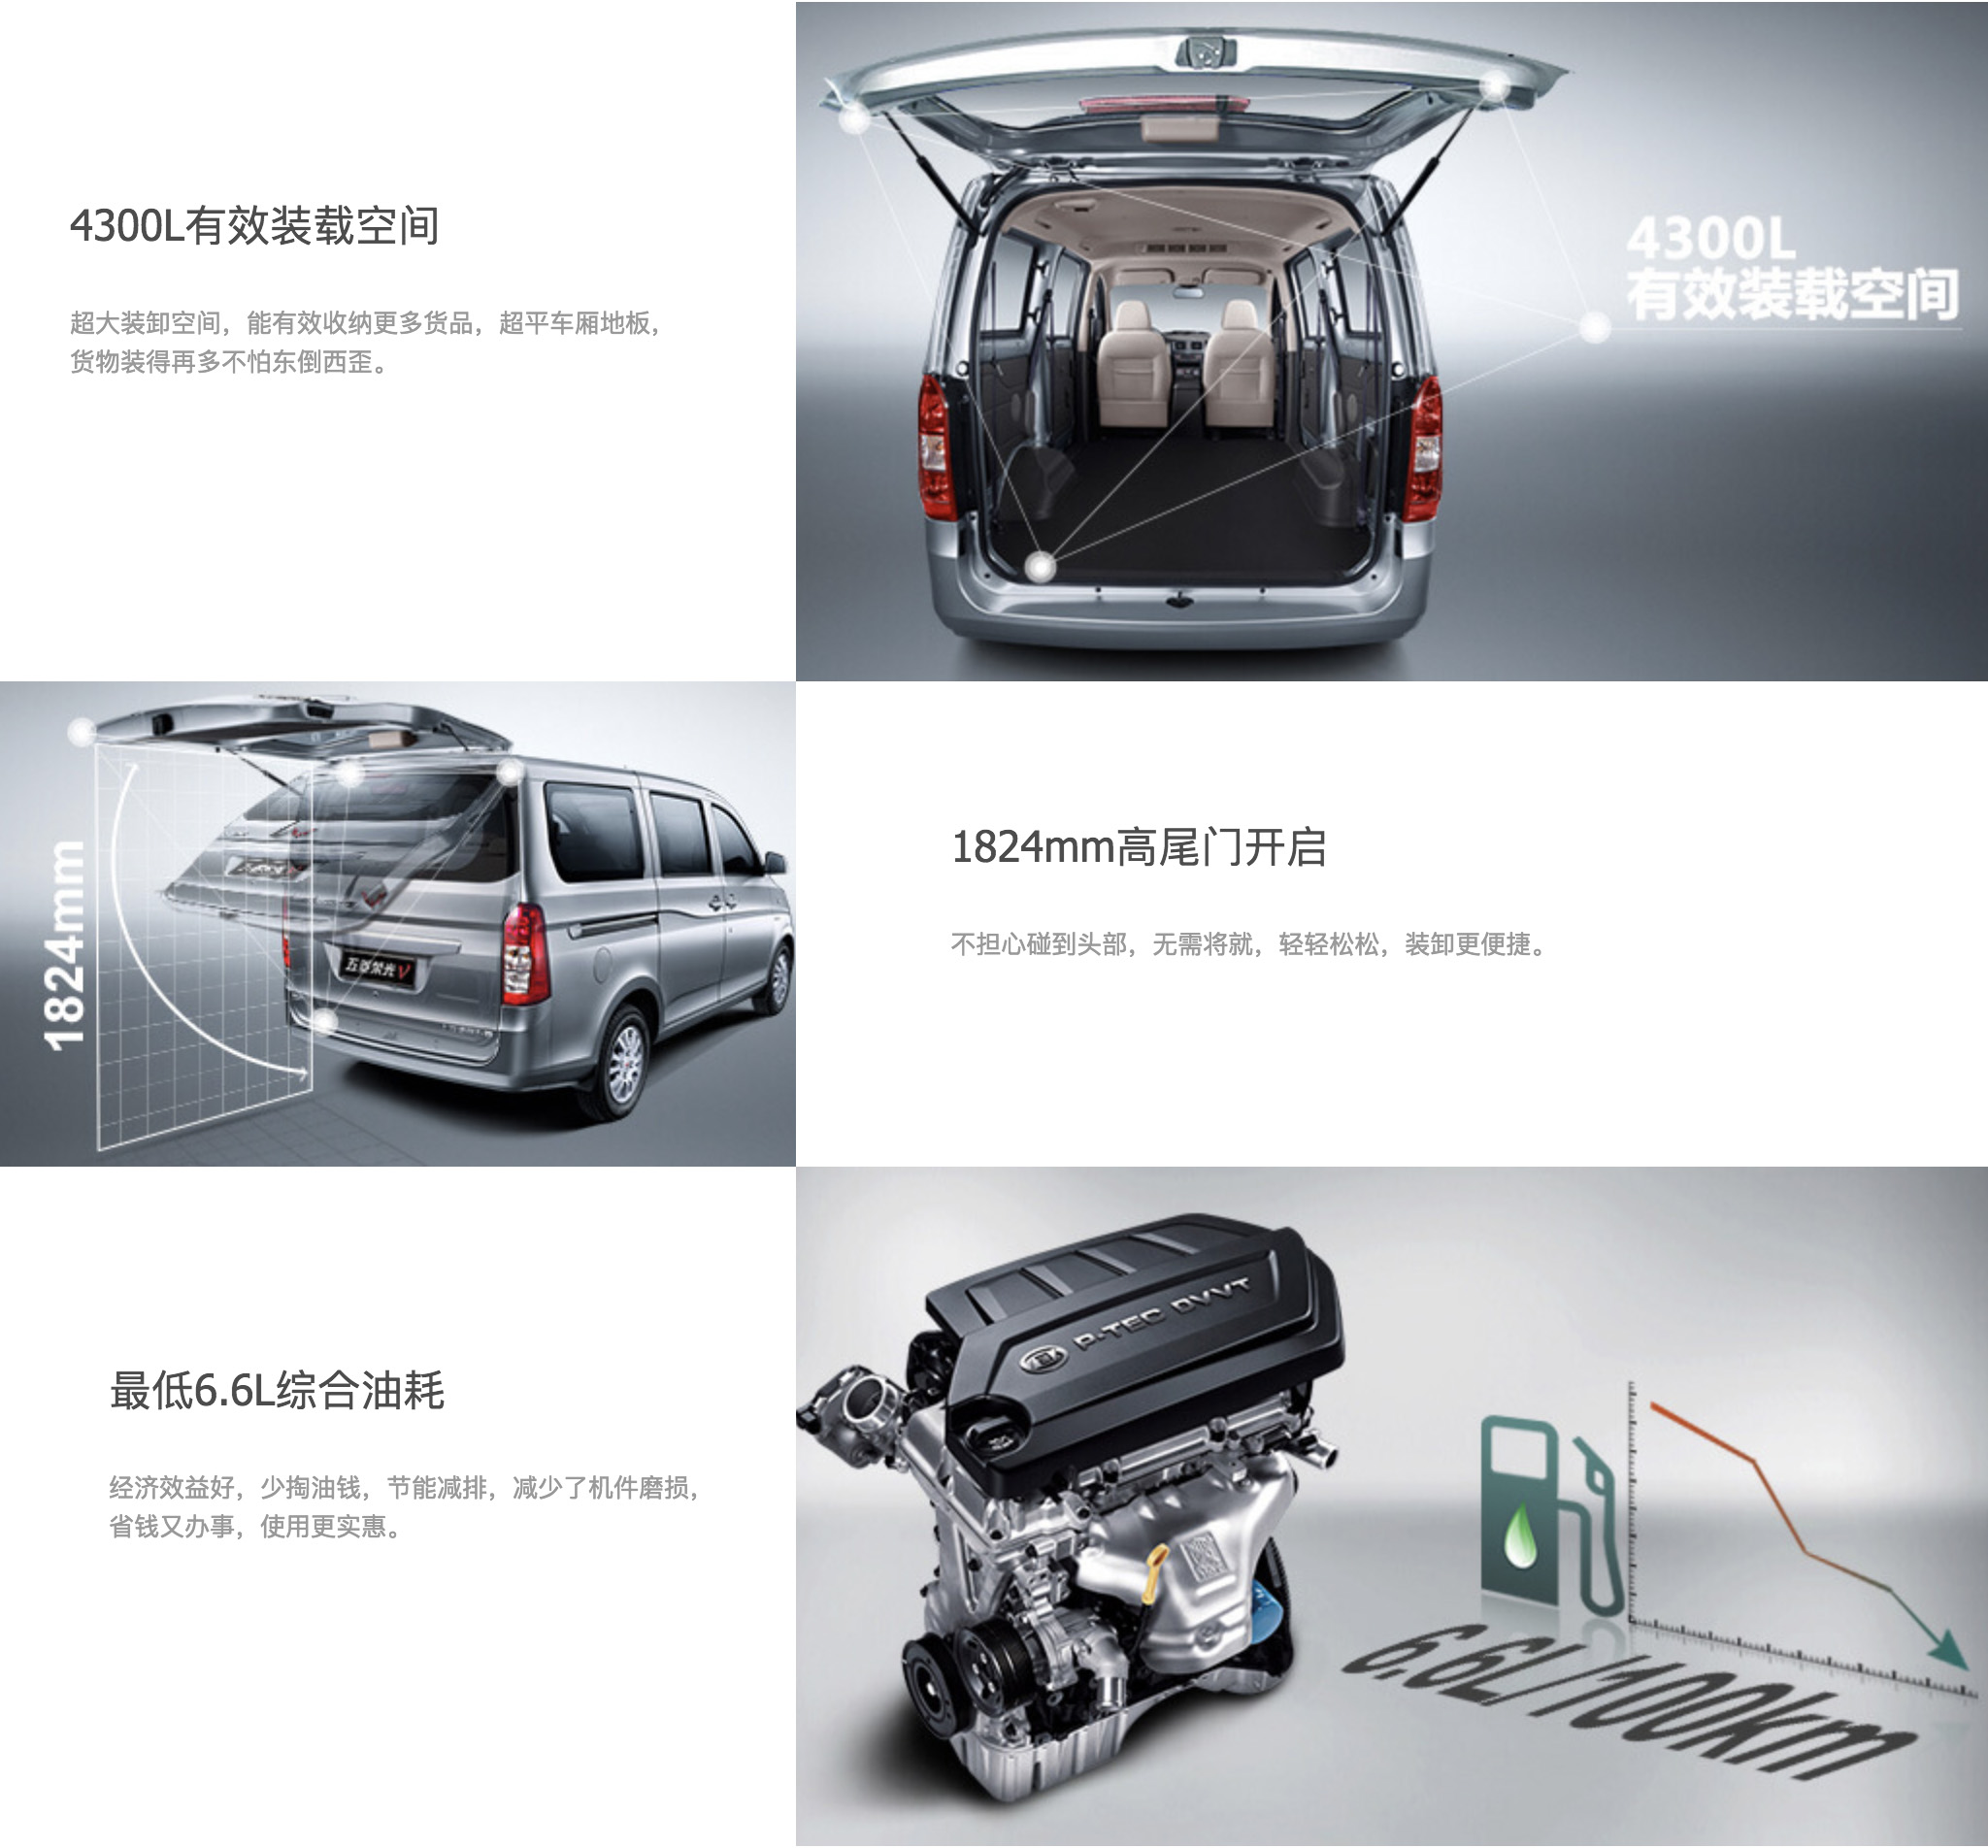 4300L有效装载空间
超大装卸空间，能有效收纳更多货品，超平车厢地板，
货物装得再多不怕东倒西歪。
4300L
有效装载空间
1824mm
五菱荣光V
1824mm高尾门开启
不担心碰到头部，无需将就，轻轻松松，装卸更便捷。
最低6.6L综合油耗
经济效益好，少掏油钱，节能减排，减少了机件磨损，
省钱又办事，使用更实惠。
P-TEC DVVT
6.6L/100km